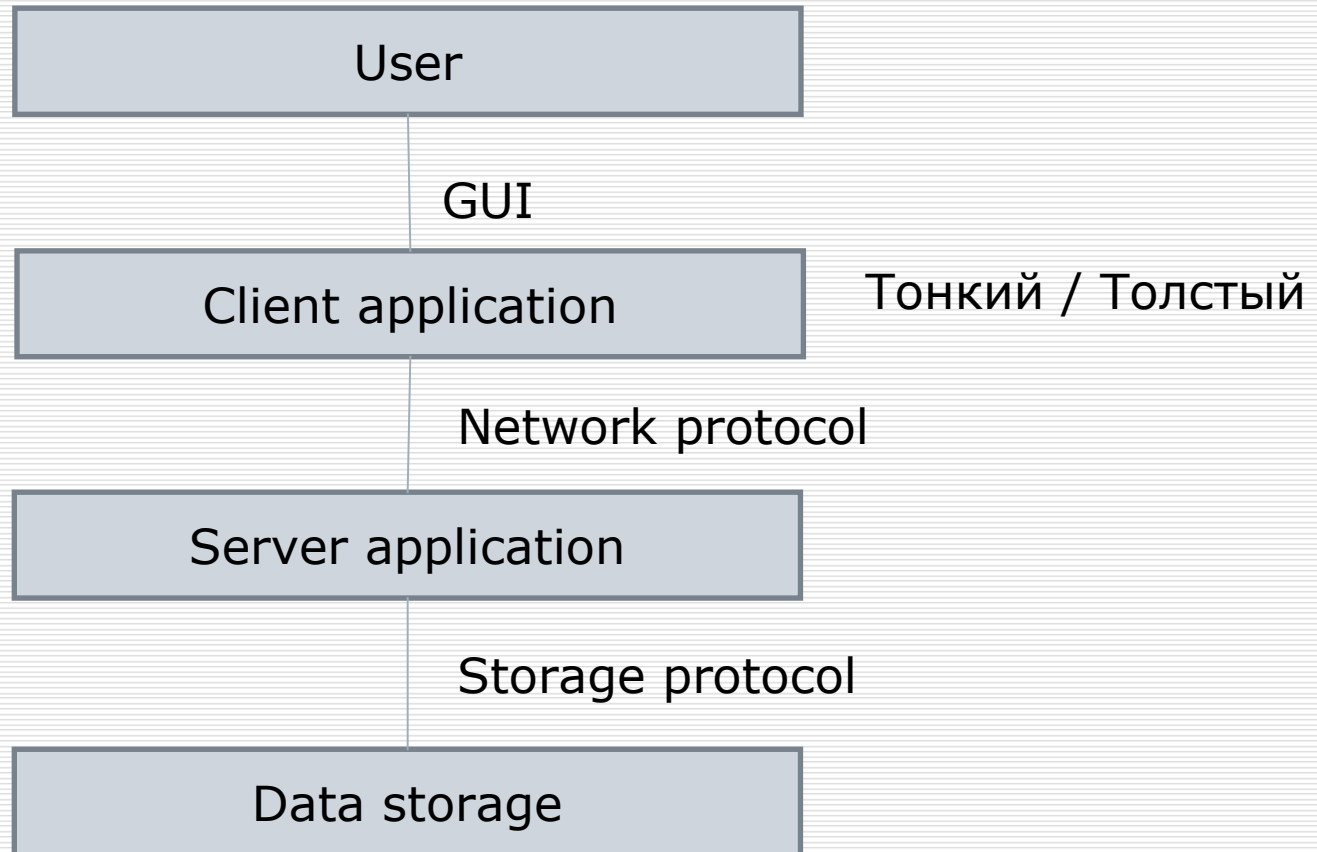 User
GUI
Client application
Тонкий / Толстый
Network protocol
Server application
Storage protocol
Data storage